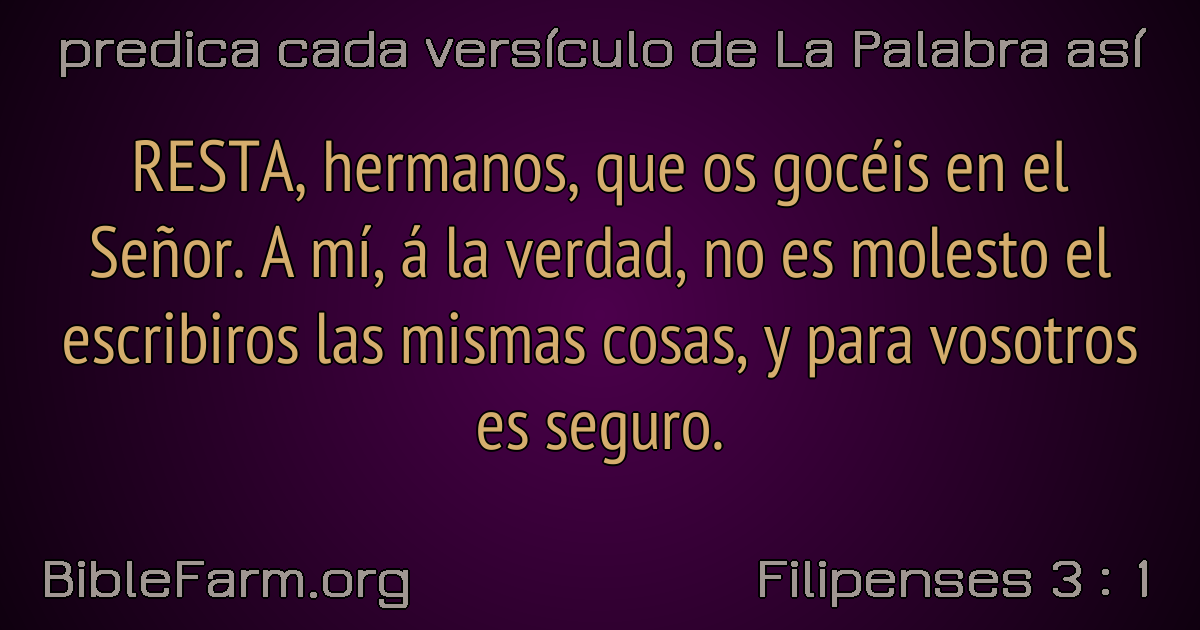 predica cada versículo de La Palabra así
RESTA, hermanos, que os gocéis en el
Señor. A mí, á la verdad, no es molesto el
escribiros las mismas cosas, y para vosotros
es seguro.
BibleFarm.org
Filipenses 3 : 1